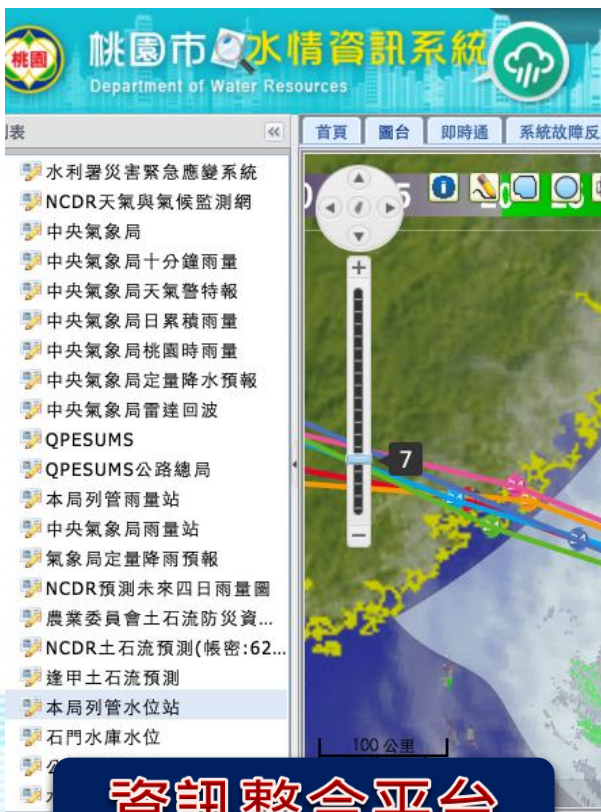 桃園
桃園市水情資訊系統
Department of Water Resources
列表
首頁
圖台
即時通
系統故障反
水利署災害緊急應變系統
NCDR天氣與氣候監測網
中央氣象局
中央氣象局十分鐘雨量
中央氣象局天氣警特報
中央氣象局日累積雨量
中央氣象局桃園時雨量
中央氣象局定量降水預報
中央氣象局雷達回波
QPESUMS
QPESUMS公路總局
本局列管雨量站
中央氣象局雨量站
氣象局定量降雨預報
NCDR預測未來四日雨量圖
農業委員會土石流防災資...
NCDR土石流預測(帳密:62...
逢甲土石流預測
本局列管水位站
石門水庫水位
7
24
24
24
100 公里
資訊整合平台